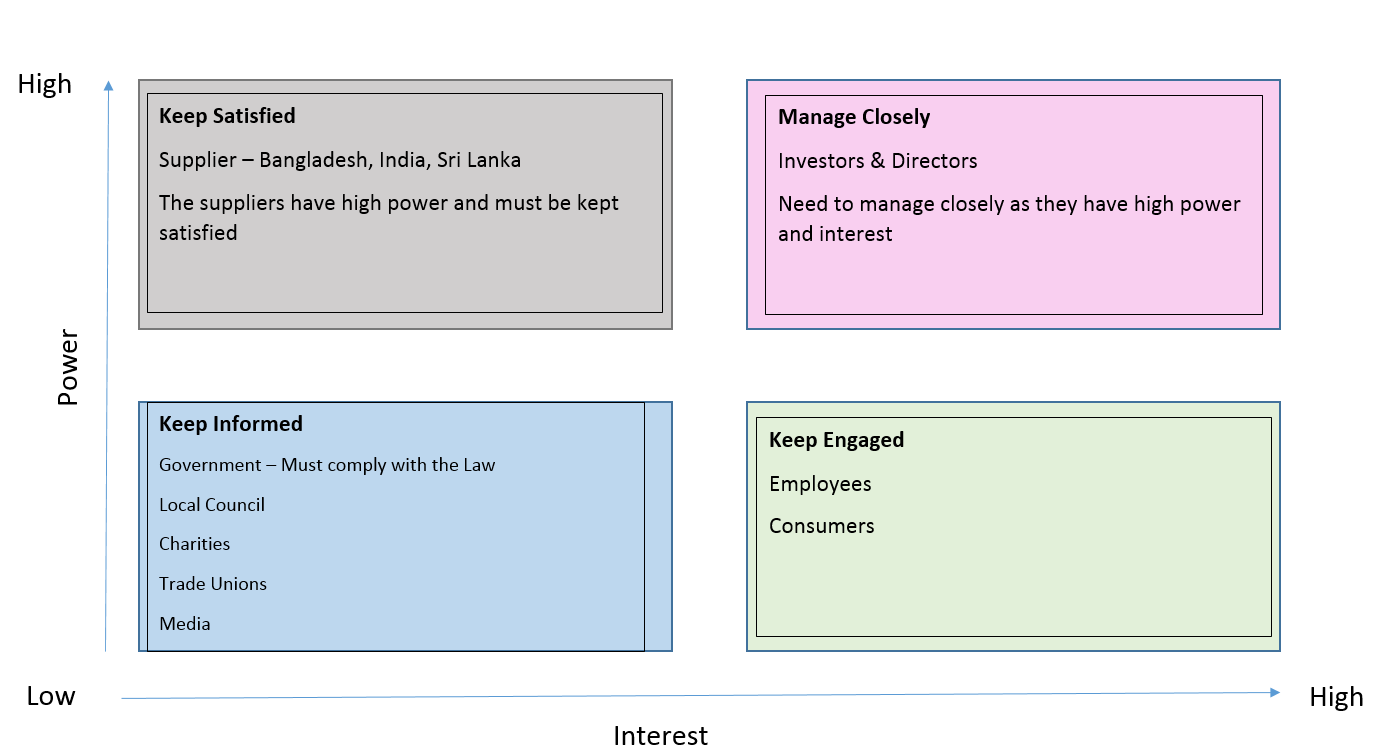 High
Keep Satisfied
Supplier – Bangladesh, India, Sri Lanka
The suppliers have high power and must be kept
satisfied
Manage Closely
Investors & Directors
Need to manage closely as they have high power
and interest
Power
Keep Informed
Government – Must comply with the Law
Local Council
Charities
Trade Unions
Media
Keep Engaged
Employees
Consumers
Low
High
Interest